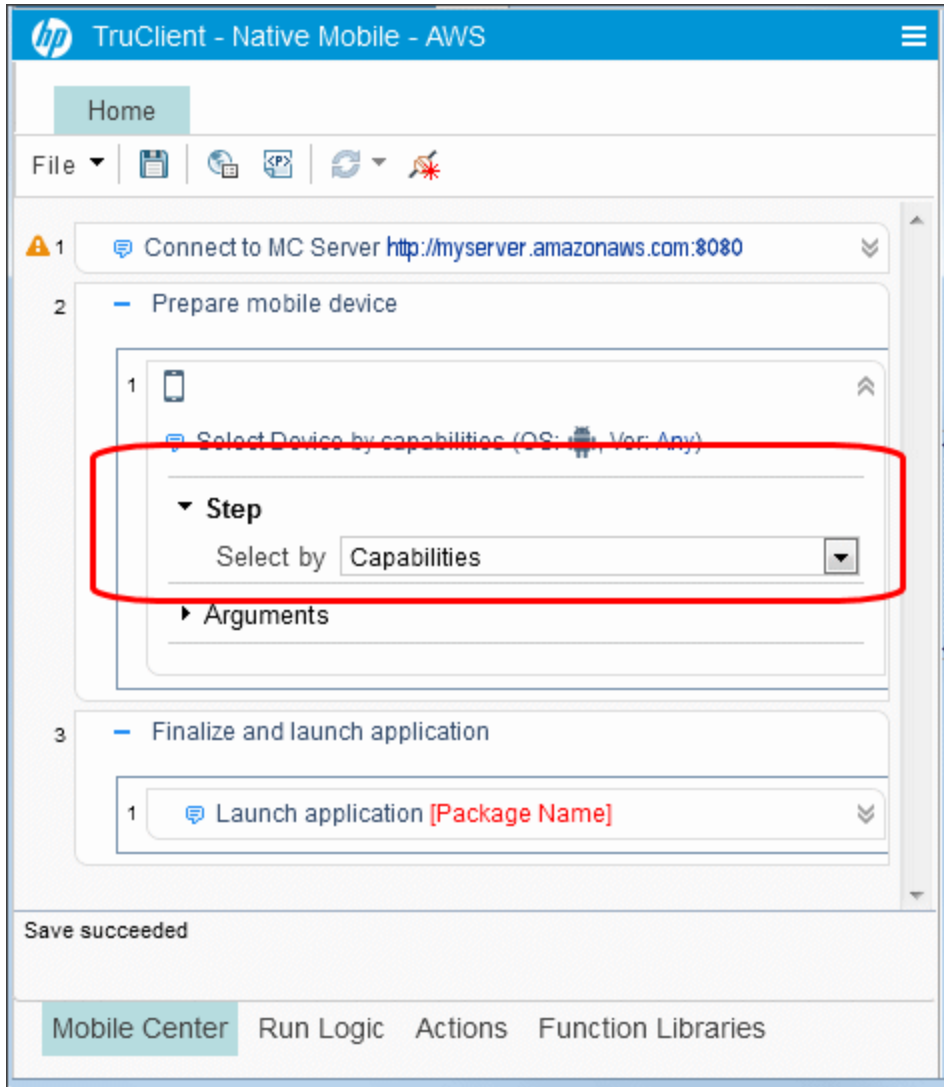 hp TruClient - Native Mobile - AWS
Home
File <P>
1 Connect to MC Server http://myserver.amazonaws.com:8080
2 Prepare mobile device
1
Select Device by capabilities (OS: , Ver: Any)
Step
Select by Capabilities
Arguments
3 Finalize and launch application
1 Launch application [Package Name]
Save succeeded
Mobile Center Run Logic Actions Function Libraries